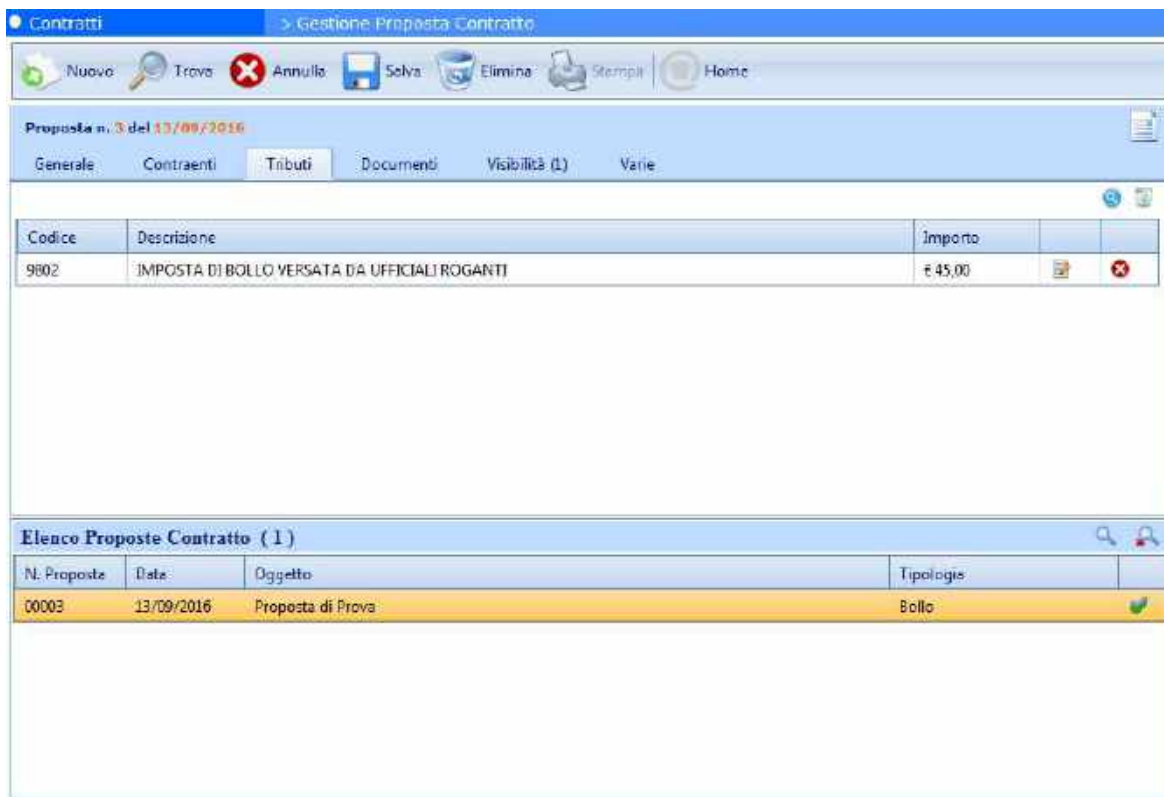 Contratti > Gestione Proposta Contratto
Nuovo Trova Annulla Salva Elimina Stampa Home
Proposta n. 3 del 13/09/2016
Generale Contraenti Tributi Documenti Visibilità (1) Varie
Codice Descrizione Importo
9802 IMPOSTA DI BOLLO VERSATA DA UFFICIALI ROGANTI € 45,00
Elenco Proposte Contratto ( 1 )
N. Proposta Data Oggetto Tipologia
00003 13/09/2016 Proposta di Prova Bollo